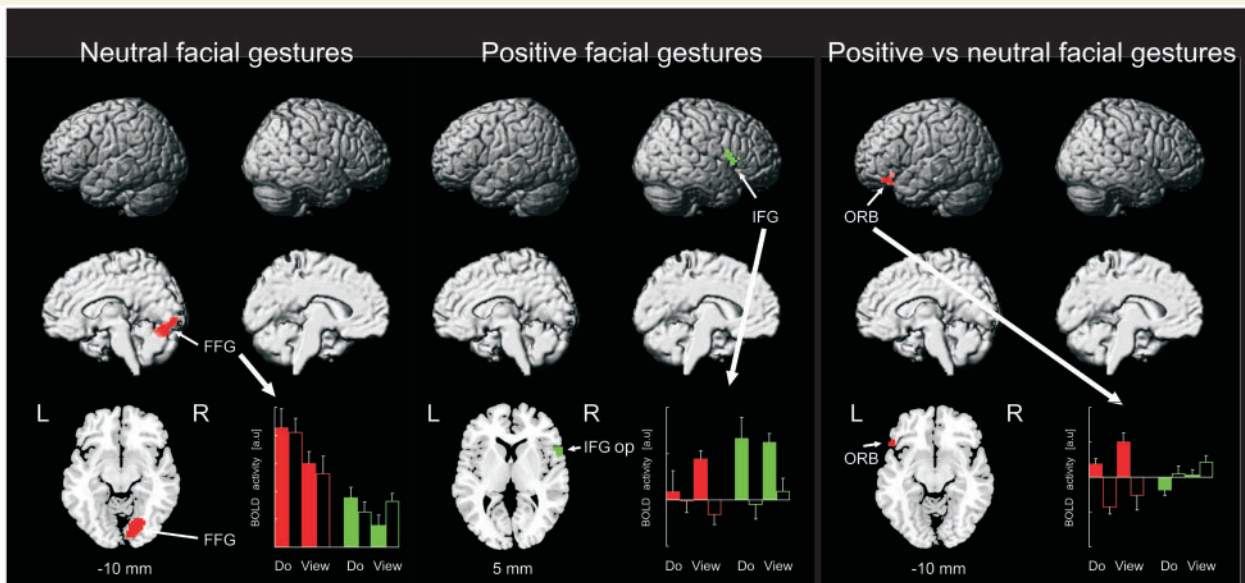 Neutral facial gestures
Positive facial gestures
Positive vs neutral facial gestures
IFG
ORB
FFG
L R
FFG
-10 mm
BOLD activity [a.u]
Do View Do View
L R
IFG op
5 mm
BOLD activity [a.u]
Do View Do View
L R
ORB
-10 mm
BOLD activity [a.u]
Do View Do View